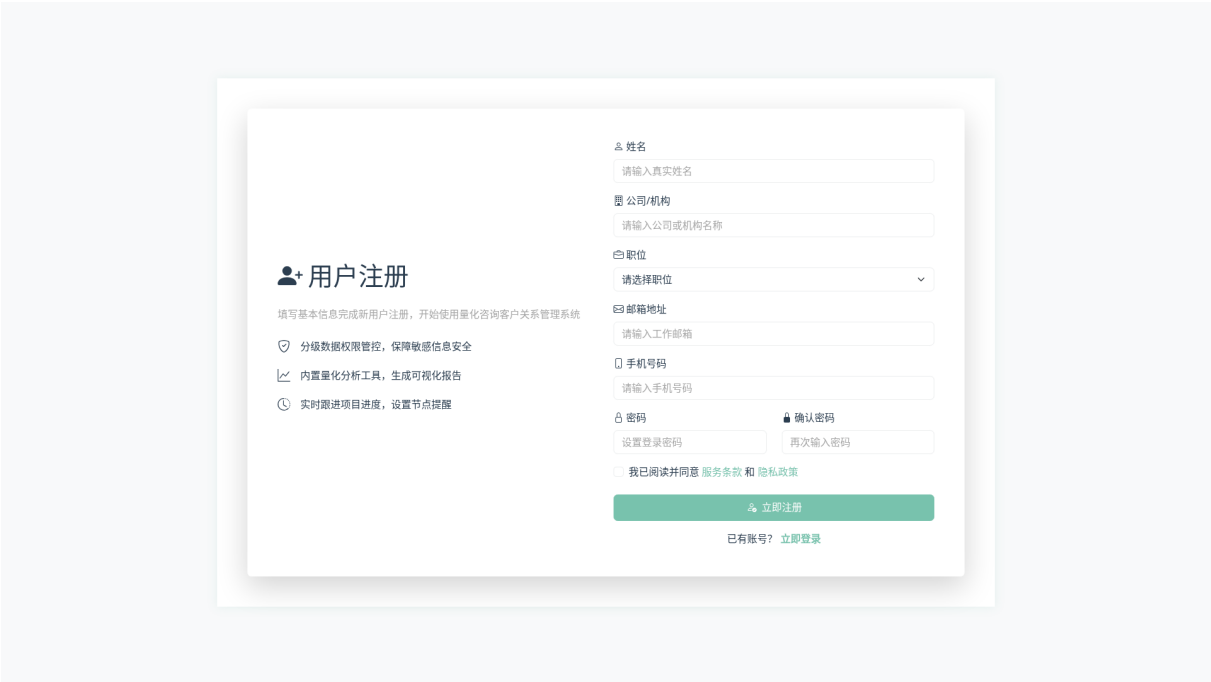 用户注册
填写基本信息完成新用户注册，开始使用量化咨询客户关系管理系统
分级数据权限管控，保障敏感信息安全
内置量化分析工具，生成可视化报告
实时跟进项目进度，设置节点提醒
姓名
请输入真实姓名
公司/机构
请输入公司或机构名称
职位
请选择职位
邮箱地址
请输入工作邮箱
手机号码
请输入手机号码
密码
设置登录密码
确认密码
再次输入密码
我已阅读并同意 服务条款 和 隐私政策
立即注册
已有账号？ 立即登录